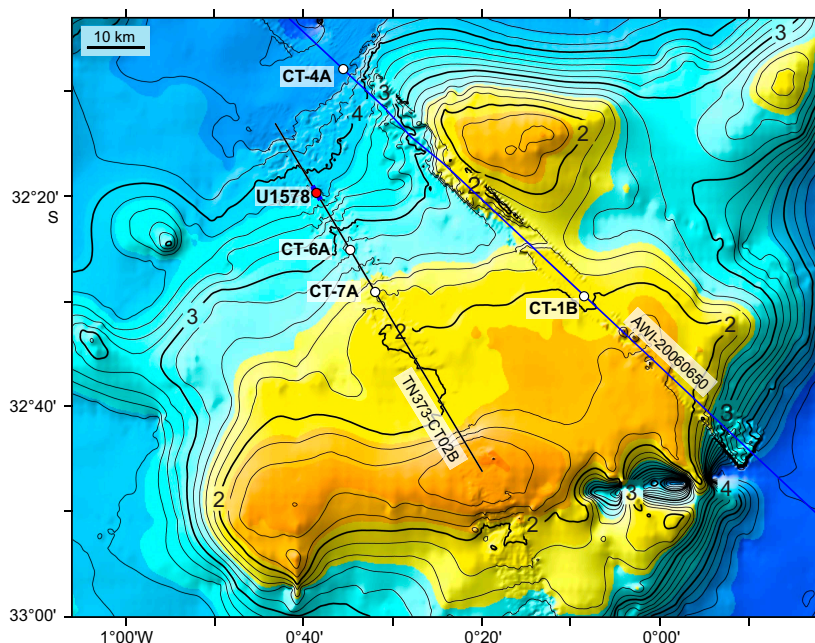 10 km
3
CT-4A
3
4
2
32°20'
S
2
U1578
CT-6A
CT-7A
CT-1B
3
2
2
AWI-20060650
32°40'
TN373-CT02B
3
2
3
4
2
33°00'
1°00'W
0°40'
0°20'
0°00'